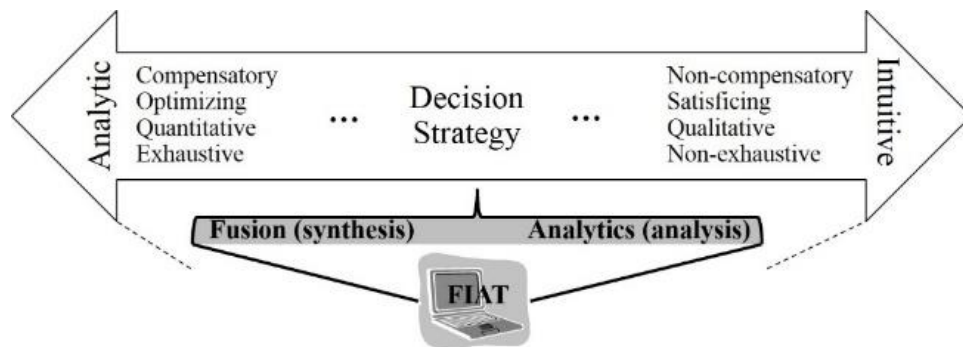 Analytic
Compensatory
Optimizing
Quantitative
Exhaustive
...
Decision
Strategy
...
Non-compensatory
Satisficing
Qualitative
Non-exhaustive
Intuitive
Fusion (synthesis)
Analytics (analysis)
FIAT